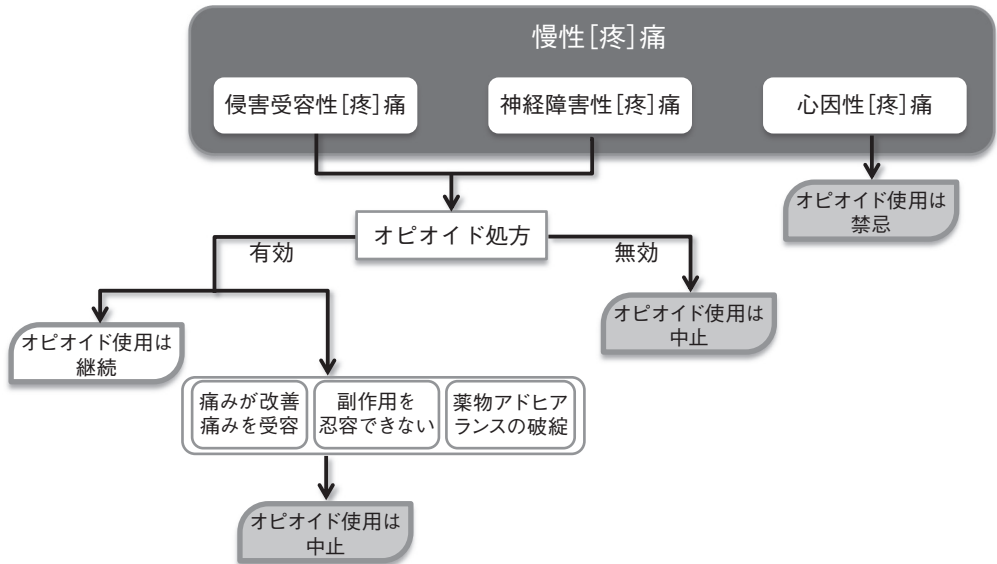 慢性[疼]痛
侵害受容性[疼]痛
神経障害性[疼]痛
心因性[疼]痛
オピオイド使用は
禁忌
オピオイド処方
有効
無効
オピオイド使用は
継続
オピオイド使用は
中止
痛みが改善
痛みを受容
副作用を
忍容できない
薬物アドヒア
ランスの破綻
オピオイド使用は
中止